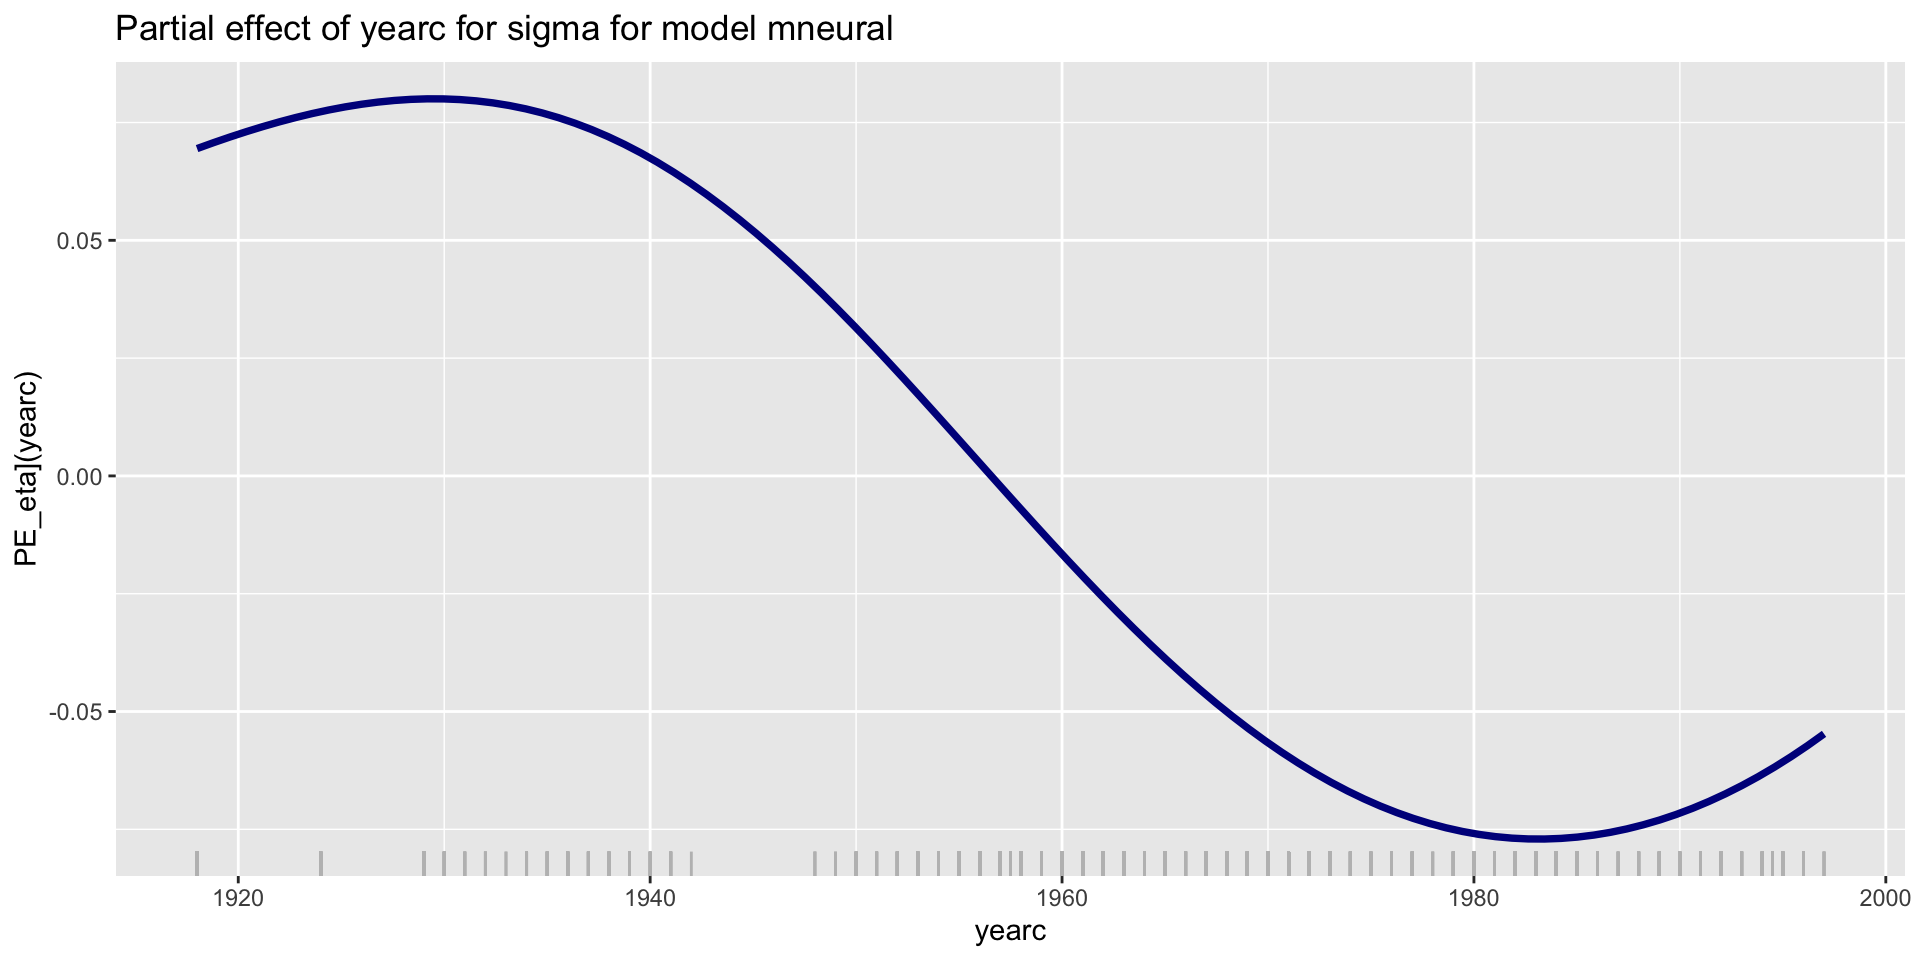 Partial effect of yearc for sigma for model mneural
PE_eta](yearc)
0.05
0.00
-0.05
1920 1940 1960 1980 2000
yearc